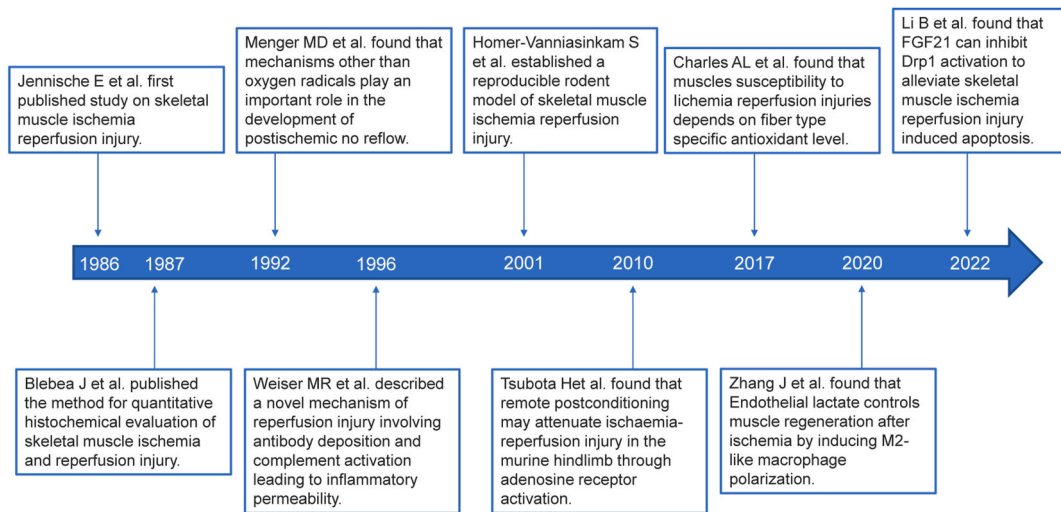 Jennische E et al. first
published study on skeletal
muscle ischemia
reperfusion injury.
Menger MD et al. found that
mechanisms other than
oxygen radicals play an
important role in the
development of
postischemic no reflow.
Homer-Vanniasinkam S
et al. established a
reproducible rodent
model of skeletal muscle
ischemia reperfusion
injury.
Charles AL et al. found that
muscles susceptibility to
lichemia reperfusion injuries
depends on fiber type
specific antioxidant level.
Li B et al. found that
FGF21 can inhibit
Drp1 activation to
alleviate skeletal
muscle ischemia
reperfusion injury
induced apoptosis.
1986 1987 1992 1996 2001 2010 2017 2020 2022
Blebea J et al. published
the method for quantitative
histochemical evaluation of
skeletal muscle ischemia
and reperfusion injury.
Weiser MR et al. described
a novel mechanism of
reperfusion injury involving
antibody deposition and
complement activation
leading to inflammatory
permeability.
Tsubota Het al. found that
remote postconditioning
may attenuate ischaemia-
reperfusion injury in the
murine hindlimb through
adenosine receptor
activation.
Zhang J et al. found that
Endothelial lactate controls
muscle regeneration after
ischemia by inducing M2-
like macrophage
polarization.